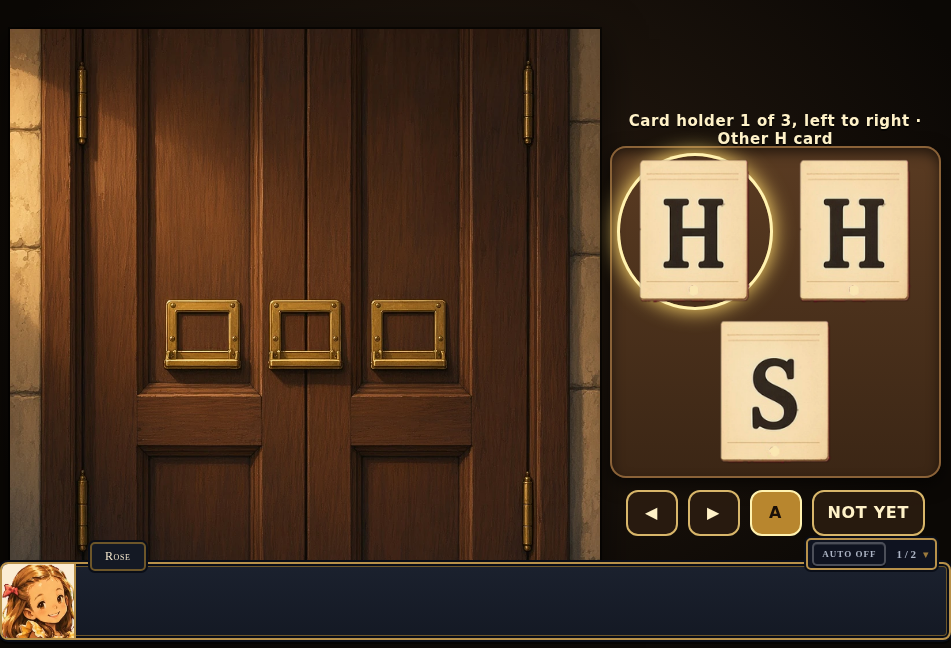 Card holder 1 of 3, left to right ·
Other H card
H H
S
◀ ▶ A NOT YET
Rose
AUTO OFF 1 / 2 ▼